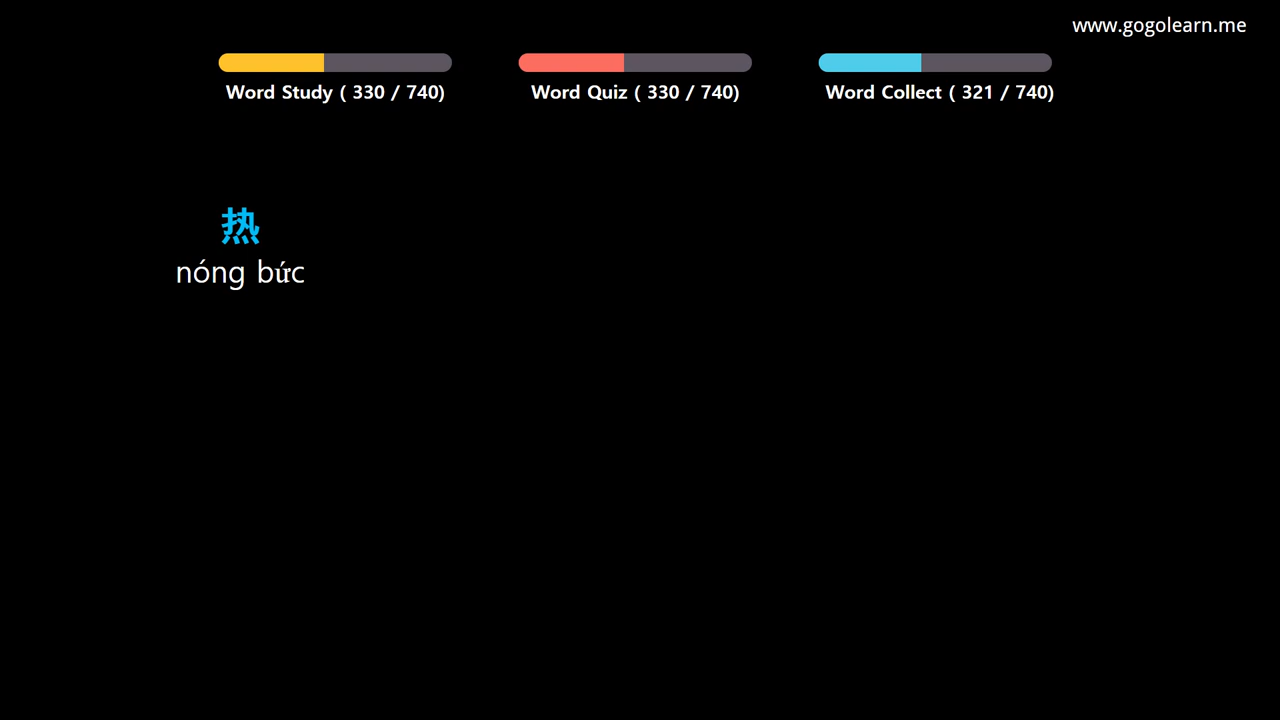 www.gogolearn.me
Word Study ( 330 / 740)
Word Quiz ( 330 / 740)
Word Collect ( 321 / 740)
热
nóng bức